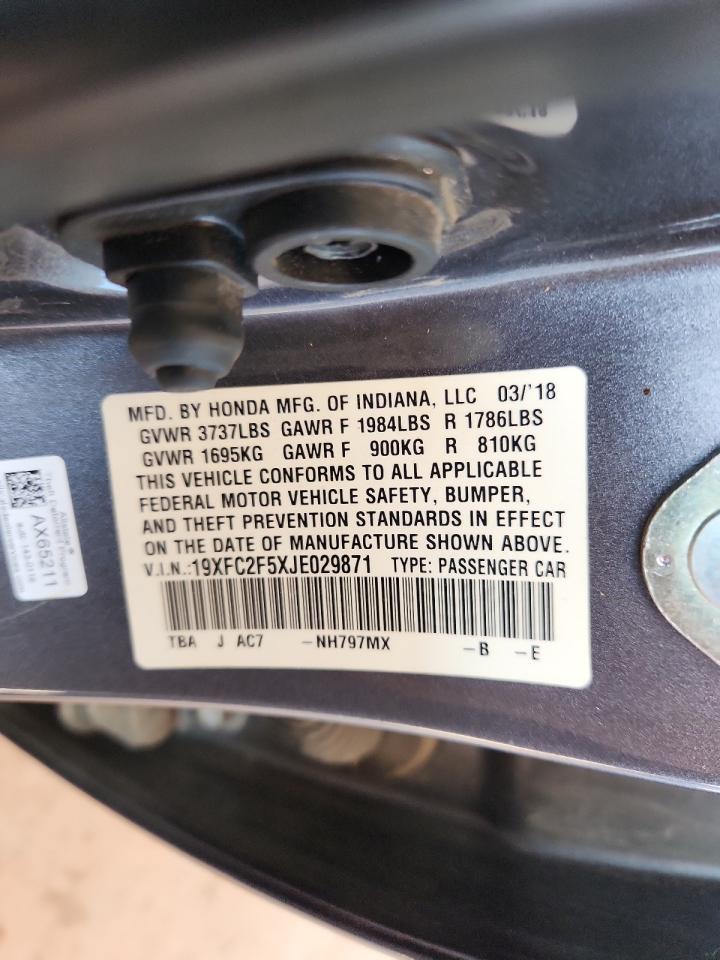 MFD. BY HONDA MFG. OF INDIANA, LLC 03/'18
GVWR 3737LBS GAWR F 1984LBS R 1786LBS
GVWR 1695KG GAWR F 900KG R 810KG
THIS VEHICLE CONFORMS TO ALL APPLICABLE
FEDERAL MOTOR VEHICLE SAFETY, BUMPER,
AND THEFT PREVENTION STANDARDS IN EFFECT
ON THE DATE OF MANUFACTURE SHOWN ABOVE.
V.I.N.:19XFC2F5XJE029871 TYPE: PASSENGER CAR
TBA J AC7 -NH797MX -B -E
AX65211